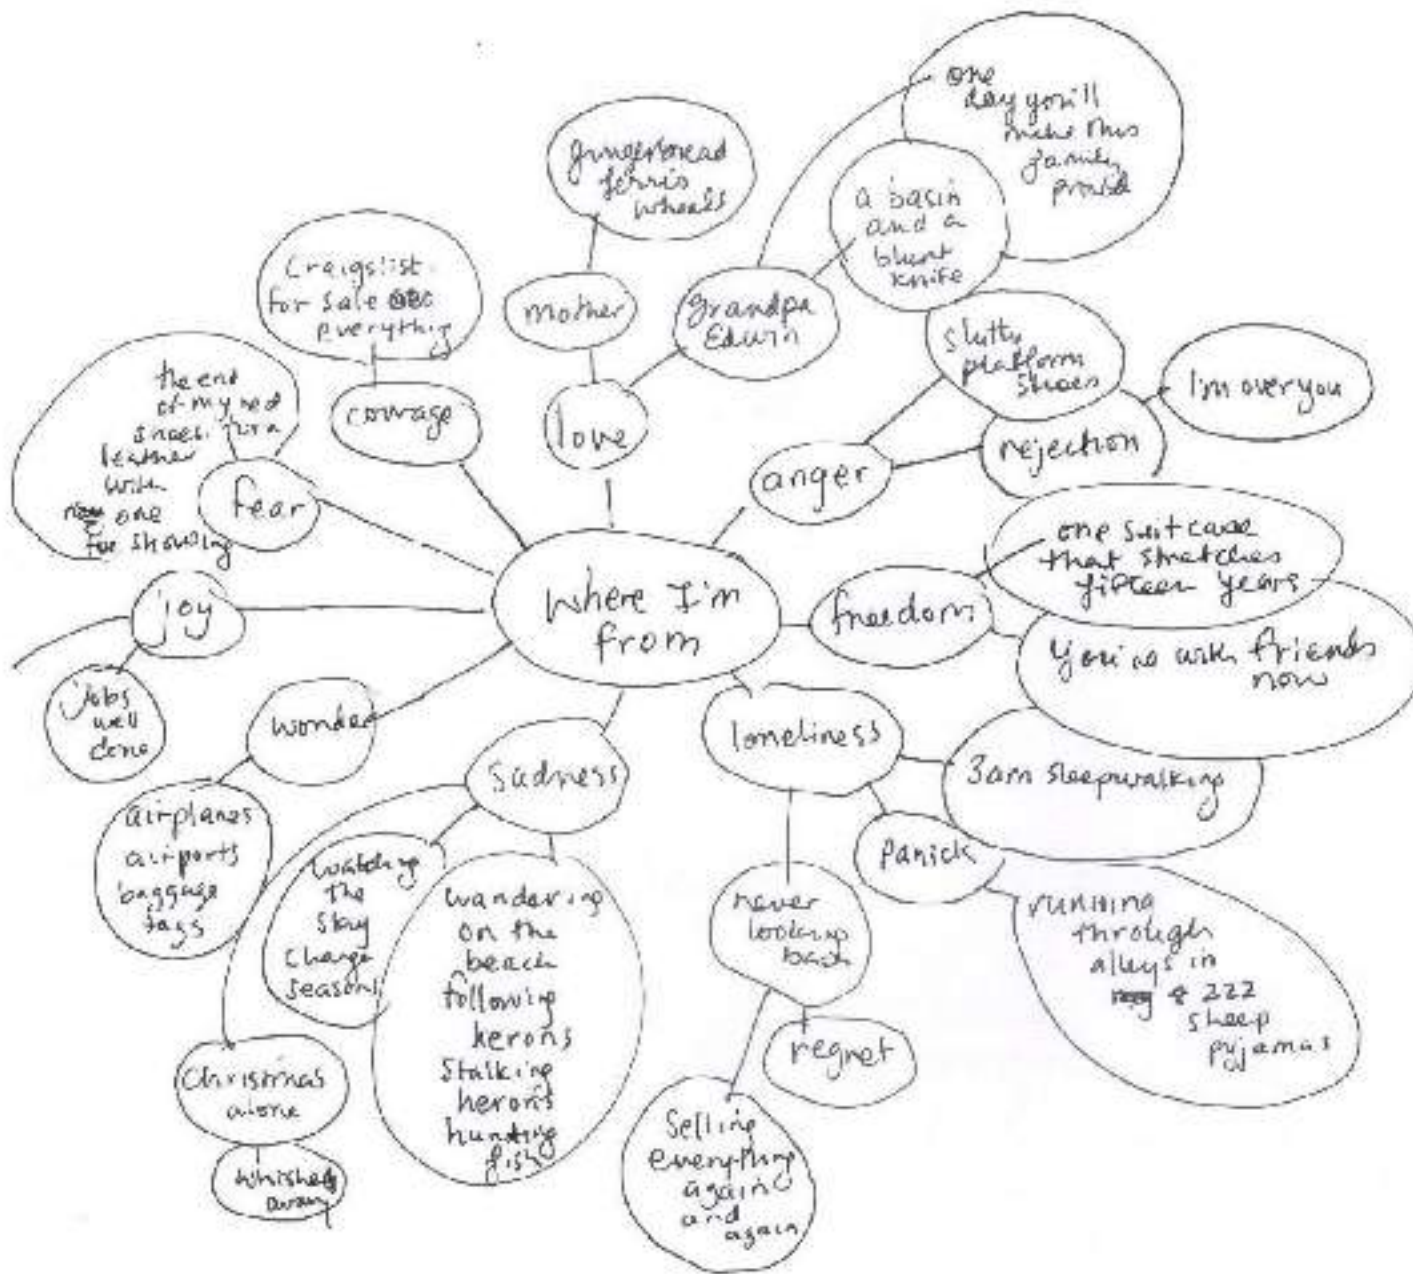 one
day you'll
make this
family
proud
gingerbread
ferris
wheels
a basin
and a
blunt
knife
Craigslist
for sale
everything
mother
grandpa
Edwin
slutty
platform
shoes
I'm over you
the end
of my red
shoes.
leather
with
one
for showing
courage
love
anger
rejection
fear
one suitcase
that stretches
fifteen years
joy
where I'm
from
freedom
you're with friends
now
jobs
well
done
wonder
loneliness
sadness
3am sleepwalking
airplanes
airports
baggage
tags
panick
watching
the
sky
change
seasons
wandering
on the
beach
following
herons
stalking
herons
hunting
fish
never
looking
back
running
through
alleys in
222
sheep
pyjamas
regret
Christmas
alone
whisked
away
selling
everything
again
and
again